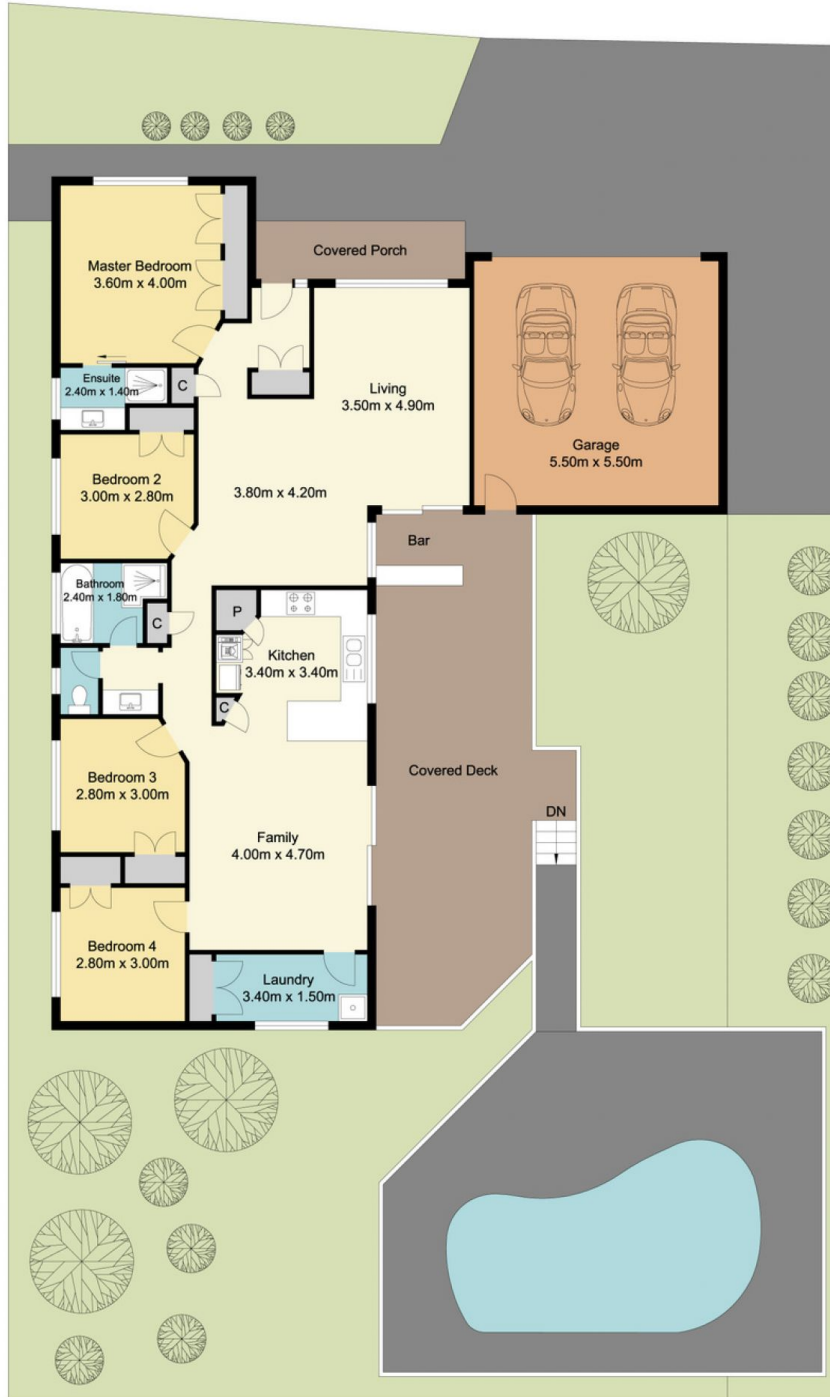 Covered Porch
Master Bedroom
3.60m x 4.00m
Ensuite
2.40m x 1.40m
C
Living
3.50m x 4.90m
Garage
5.50m x 5.50m
Bedroom 2
3.00m x 2.80m
3.80m x 4.20m
Bar
Bathroom
2.40m x 1.80m
C
P
Kitchen
3.40m x 3.40m
C
Bedroom 3
2.80m x 3.00m
Covered Deck
DN
Family
4.00m x 4.70m
Bedroom 4
2.80m x 3.00m
Laundry
3.40m x 1.50m